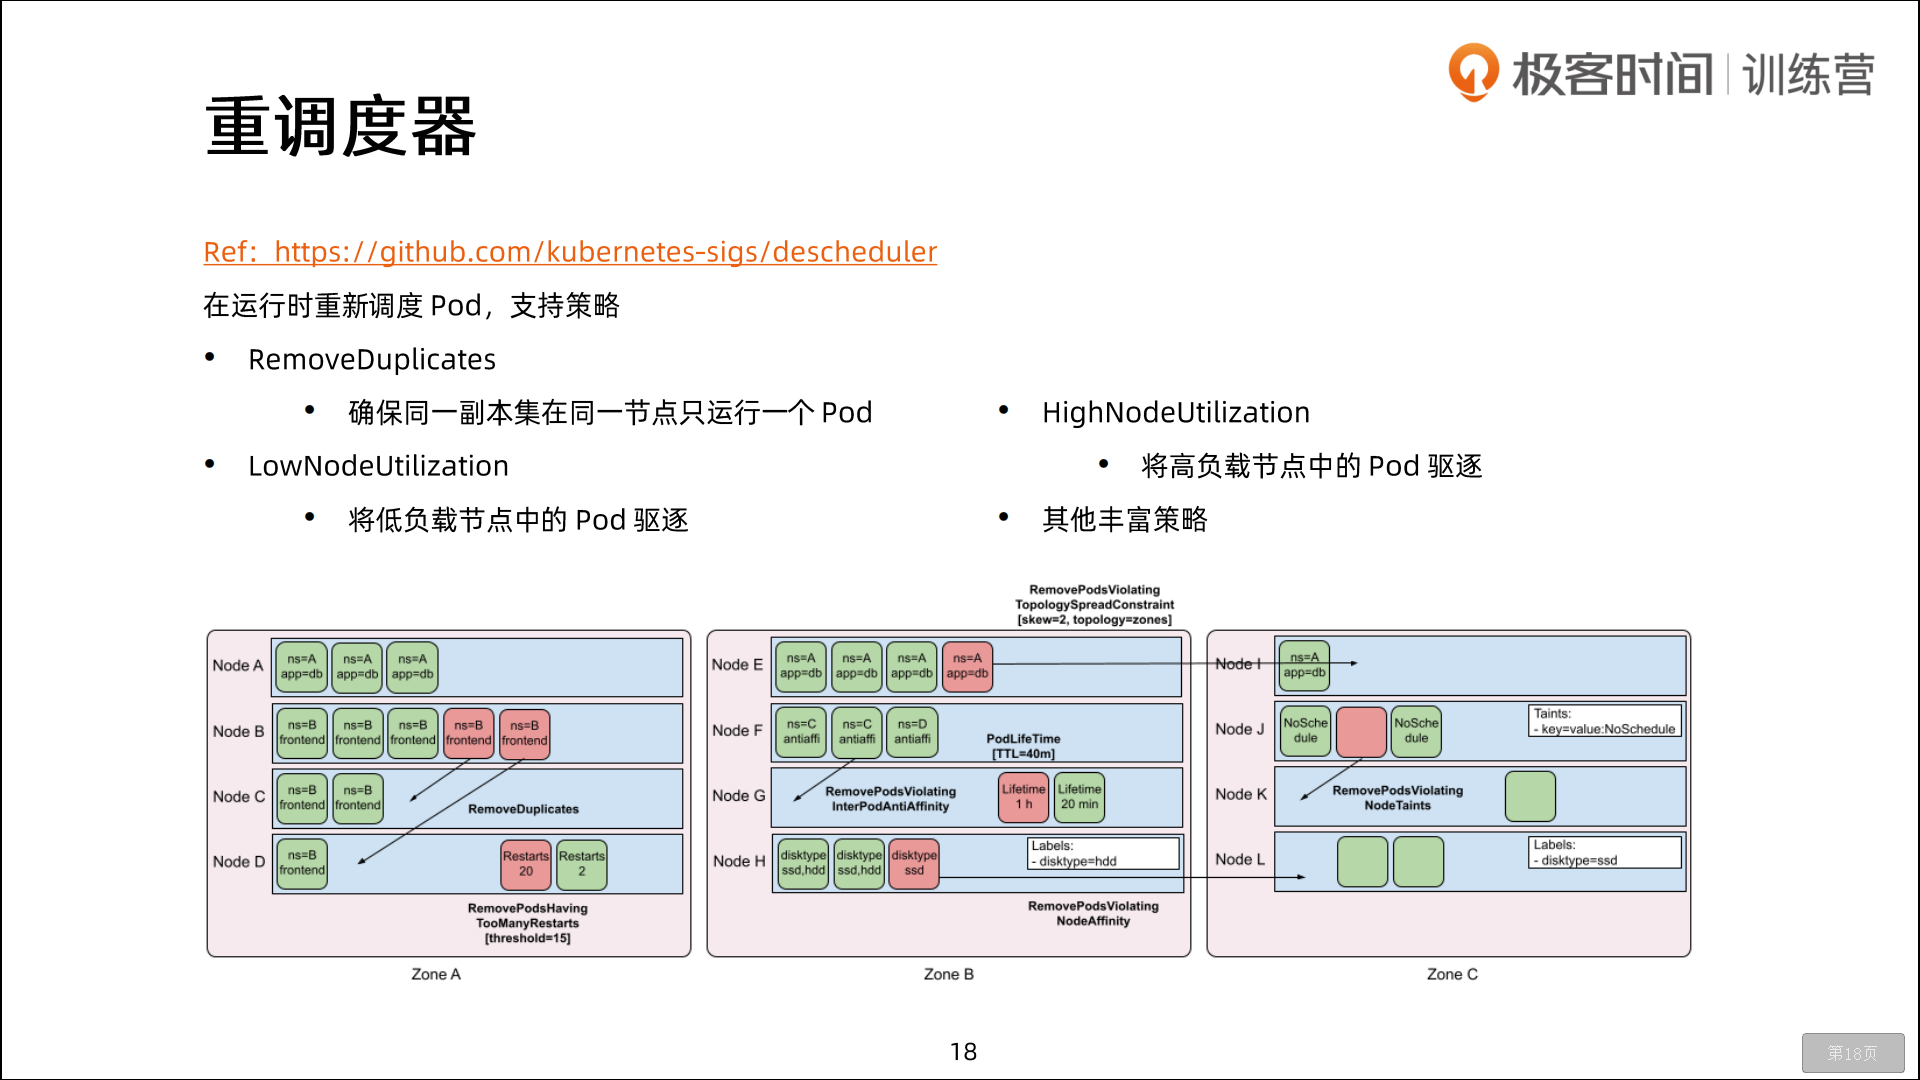 极客时间 | 训练营
重调度器
Ref：https://github.com/kubernetes-sigs/descheduler
在运行时重新调度 Pod，支持策略
• RemoveDuplicates
• 确保同一副本集在同一节点只运行一个 Pod
• LowNodeUtilization
• 将低负载节点中的 Pod 驱逐
• HighNodeUtilization
• 将高负载节点中的 Pod 驱逐
• 其他丰富策略
Node A
ns=A
app=db
ns=A
app=db
ns=A
app=db
Node B
ns=B
frontend
ns=B
frontend
ns=B
frontend
ns=B
frontend
ns=B
frontend
Node C
ns=B
frontend
ns=B
frontend
RemoveDuplicates
Node D
ns=B
frontend
Restarts
20
Restarts
2
RemovePodsHaving
TooManyRestarts
[threshold=15]
Zone A
RemovePodsViolating
TopologySpreadConstraint
[skew=2, topology=zones]
Node E
ns=A
app=db
ns=A
app=db
ns=A
app=db
ns=A
app=db
Node F
ns=C
antiaffi
ns=C
antiaffi
ns=D
antiaffi
PodLifeTime
[TTL=40m]
Node G
RemovePodsViolating
InterPodAntiAffinity
Lifetime
1 h
Lifetime
20 min
Node H
disktype
ssd,hdd
disktype
ssd,hdd
disktype
ssd
Labels:
- disktype=hdd
RemovePodsViolating
NodeAffinity
Zone B
Node I
ns=A
app=db
Node J
NoSche
dule
NoSche
dule
Taints:
- key=value:NoSchedule
Node K
RemovePodsViolating
NodeTaints
Node L
Labels:
- disktype=ssd
Zone C
18
第18页